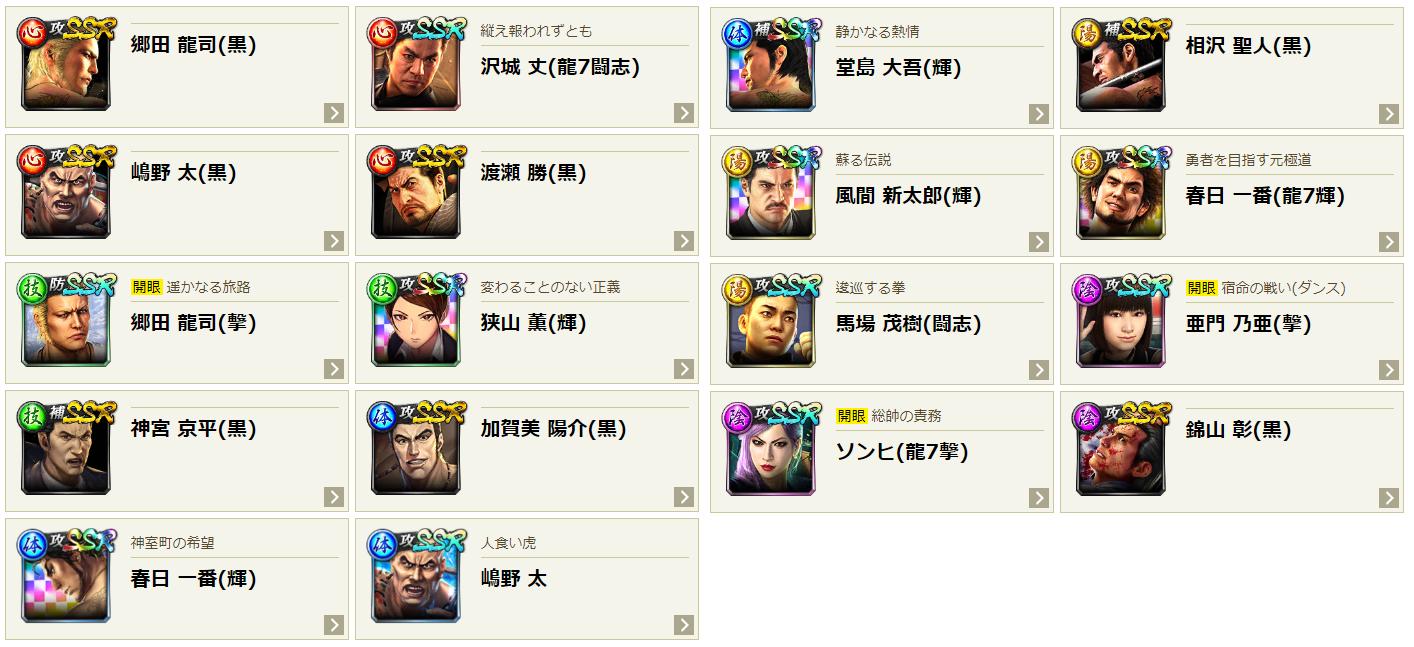 心 攻 SSR
郷田 龍司(黒)
心 攻 SSR
縦え報われずとも
沢城 丈(龍7闘志)
体 補 SSR
静かなる熱情
堂島 大吾(輝)
陽 補 SSR
相沢 聖人(黒)
心 攻 SSR
嶋野 太(黒)
心 攻 SSR
渡瀬 勝(黒)
陽 攻 SSR
蘇る伝説
風間 新太郎(輝)
陽 攻 SSR
勇者を目指す元極道
春日 一番(龍7輝)
技 防 SSR
開眼 遥かなる旅路
郷田 龍司(撃)
技 攻 SSR
変わることのない正義
狭山 薫(輝)
陽 攻 SSR
逡巡する拳
馬場 茂樹(闘志)
陰 攻 SSR
開眼 宿命の戦い(ダンス)
亜門 乃亜(撃)
技 補 SSR
神宮 京平(黒)
体 攻 SSR
加賀美 陽介(黒)
陰 攻 SSR
開眼 総帥の責務
ソンヒ(龍7撃)
陰 攻 SSR
錦山 彰(黒)
体 攻 SSR
神室町の希望
春日 一番(輝)
体 攻 SSR
人食い虎
嶋野 太